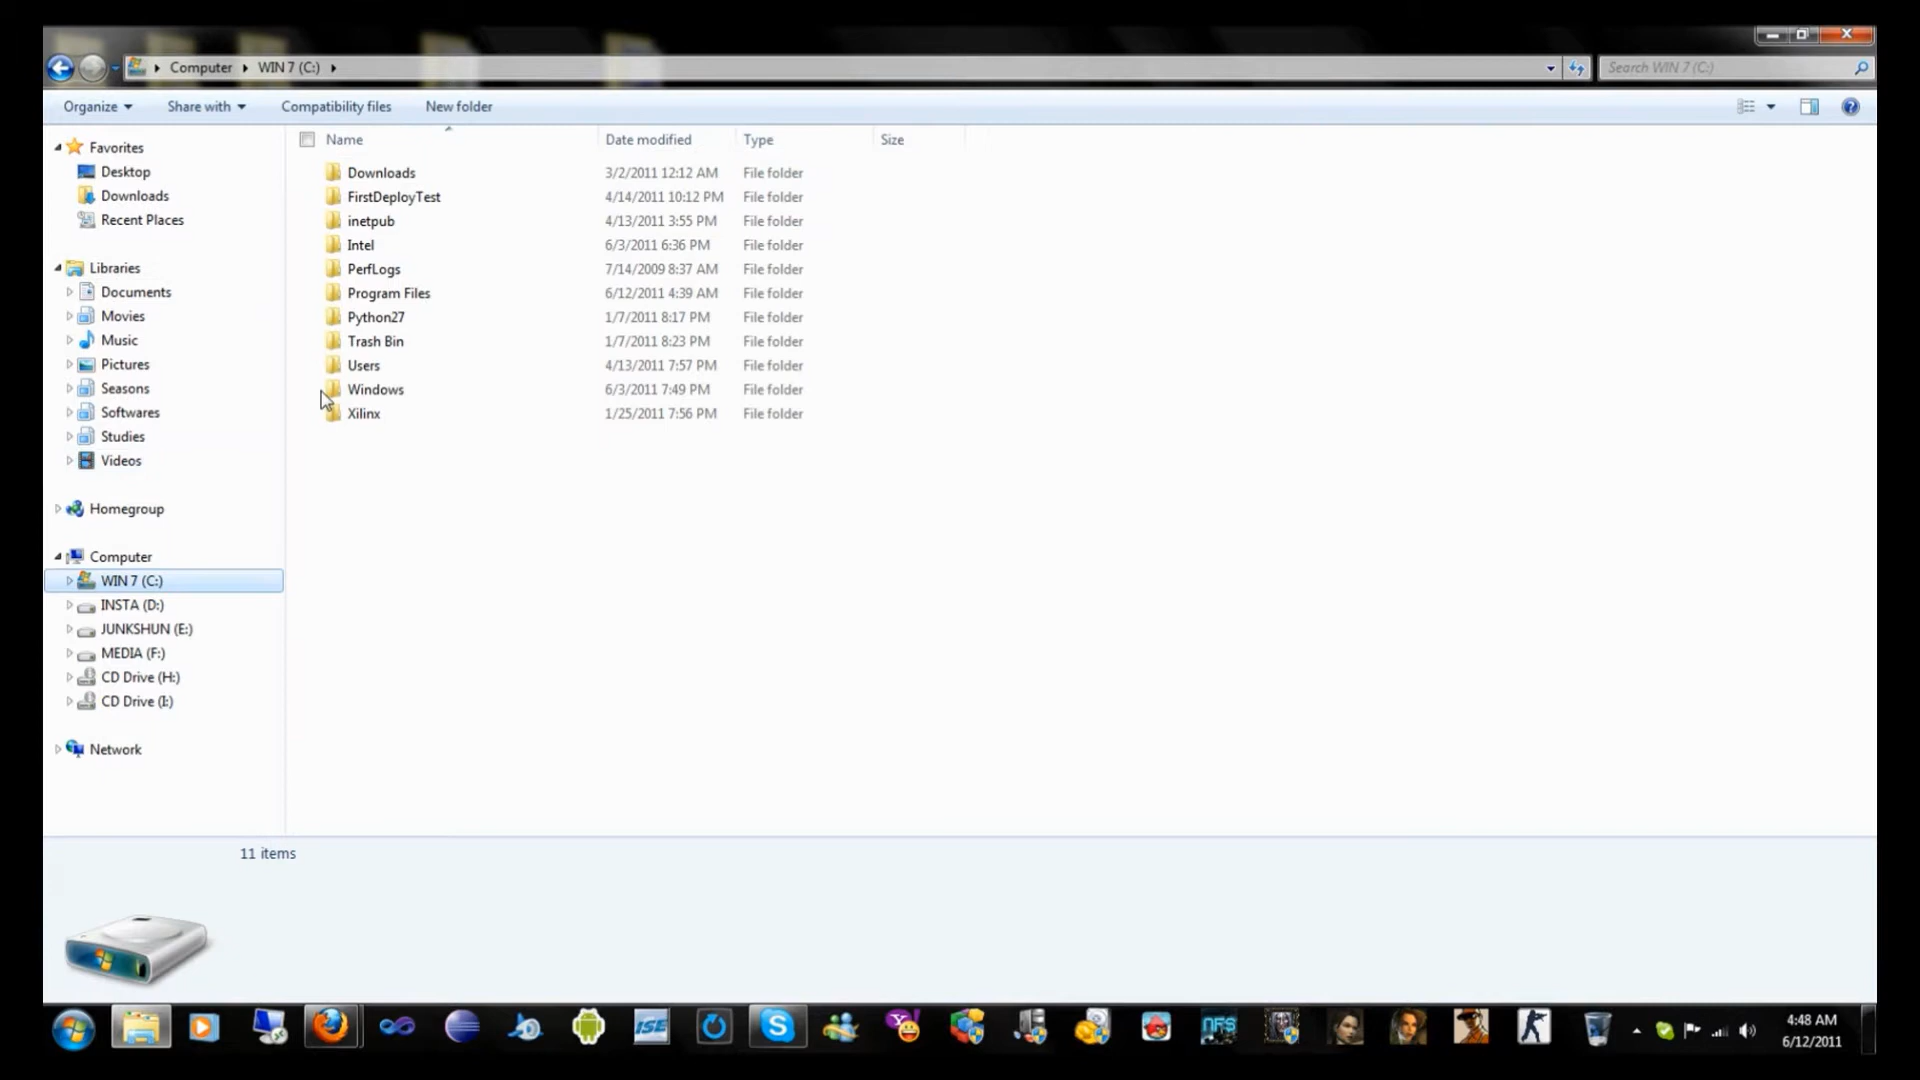 Computer WIN 7 (C:) Search WIN 7 (C:)
Organize Share with Compatibility files New folder
Name Date modified Type Size
Favorites
Desktop
Downloads
Recent Places
Libraries
Documents
Movies
Music
Pictures
Seasons
Softwares
Studies
Videos
Homegroup
Computer
WIN 7 (C:)
INSTA (D:)
JUNKSHUN (E:)
MEDIA (F:)
CD Drive (H:)
CD Drive (I:)
Network
Downloads 3/2/2011 12:12 AM File folder
FirstDeployTest 4/14/2011 10:12 PM File folder
inetpub 4/13/2011 3:55 PM File folder
Intel 6/3/2011 6:36 PM File folder
PerfLogs 7/14/2009 8:37 AM File folder
Program Files 6/12/2011 4:39 AM File folder
Python27 1/7/2011 8:17 PM File folder
Trash Bin 1/7/2011 8:23 PM File folder
Users 4/13/2011 7:57 PM File folder
Windows 6/3/2011 7:49 PM File folder
Xilinx 1/25/2011 7:56 PM File folder
11 items
ISE NFS 4:48 AM
6/12/2011